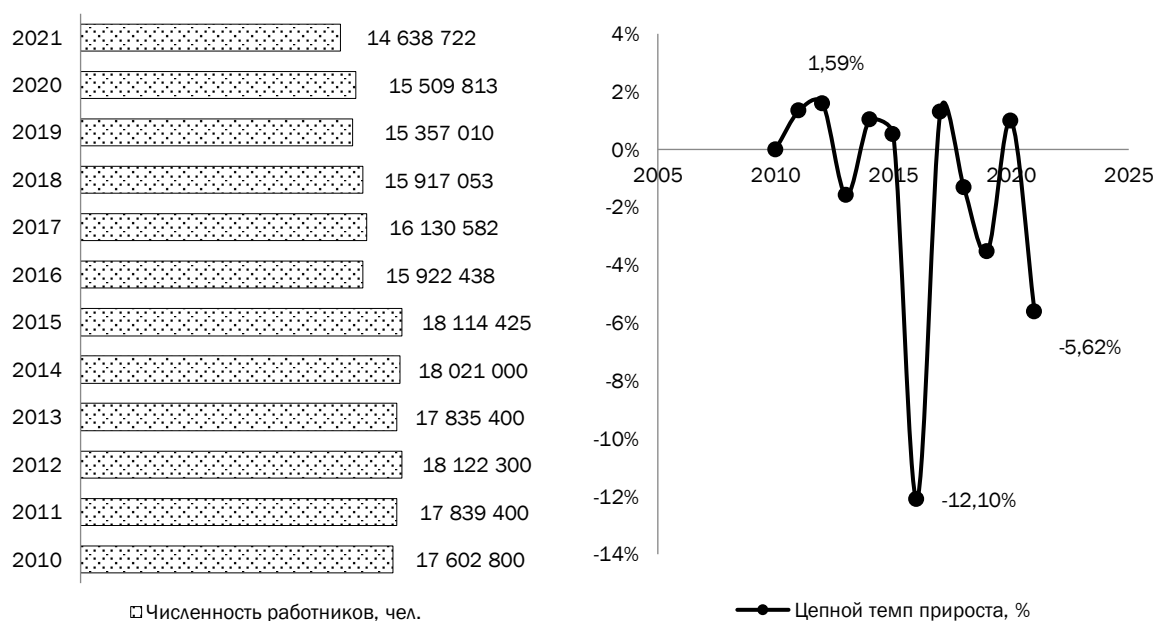 2021 14 638 722
2020 15 509 813
2019 15 357 010
2018 15 917 053
2017 16 130 582
2016 15 922 438
2015 18 114 425
2014 18 021 000
2013 17 835 400
2012 18 122 300
2011 17 839 400
2010 17 602 800
Численность работников, чел.
4%
1,59%
2%
0%
2005 2010 2015 2020 2025
-2%
-4%
-6%
-5,62%
-8%
-10%
-12%
-12,10%
-14%
Цепной темп прироста, %